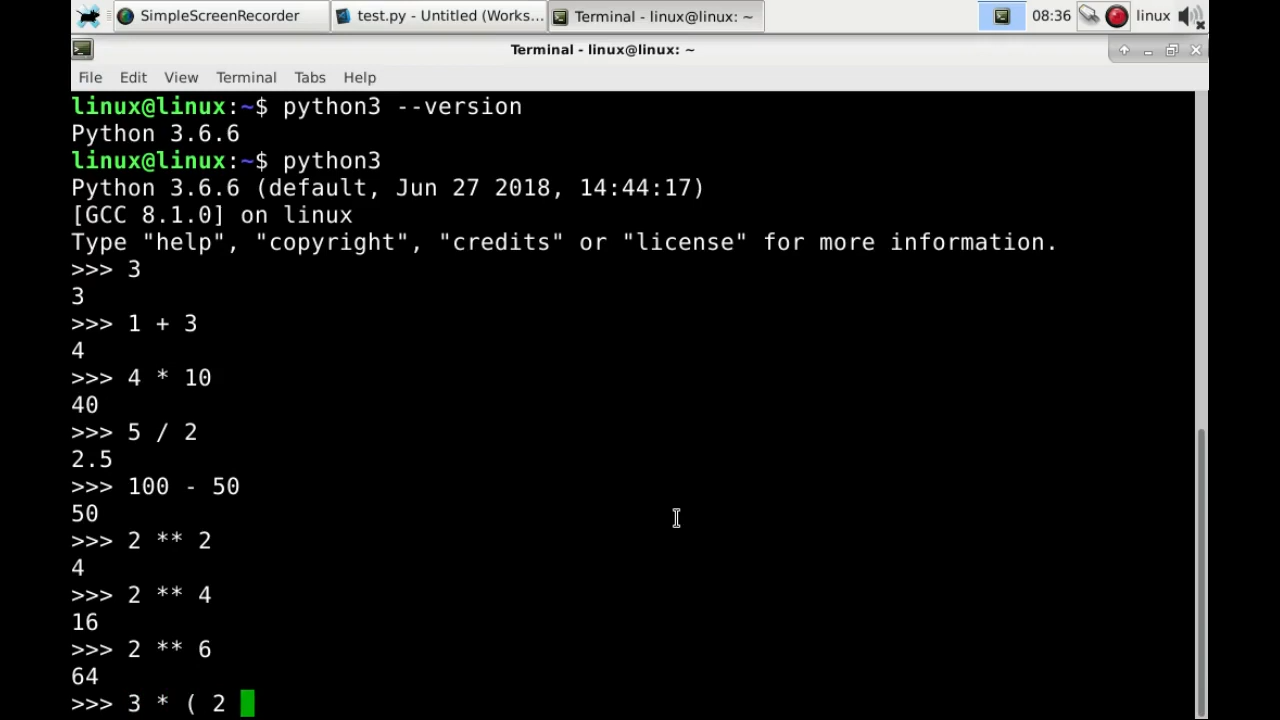 SimpleScreenRecorder
test.py - Untitled (Works...
Terminal - linux@linux: ~
08:36
linux
Terminal - linux@linux: ~
File Edit View Terminal Tabs Help
linux@linux:~$ python3 --version
Python 3.6.6
linux@linux:~$ python3
Python 3.6.6 (default, Jun 27 2018, 14:44:17)
[GCC 8.1.0] on linux
Type "help", "copyright", "credits" or "license" for more information.
>>> 3
3
>>> 1 + 3
4
>>> 4 * 10
40
>>> 5 / 2
2.5
>>> 100 - 50
50
>>> 2 ** 2
4
>>> 2 ** 4
16
>>> 2 ** 6
64
>>> 3 * ( 2